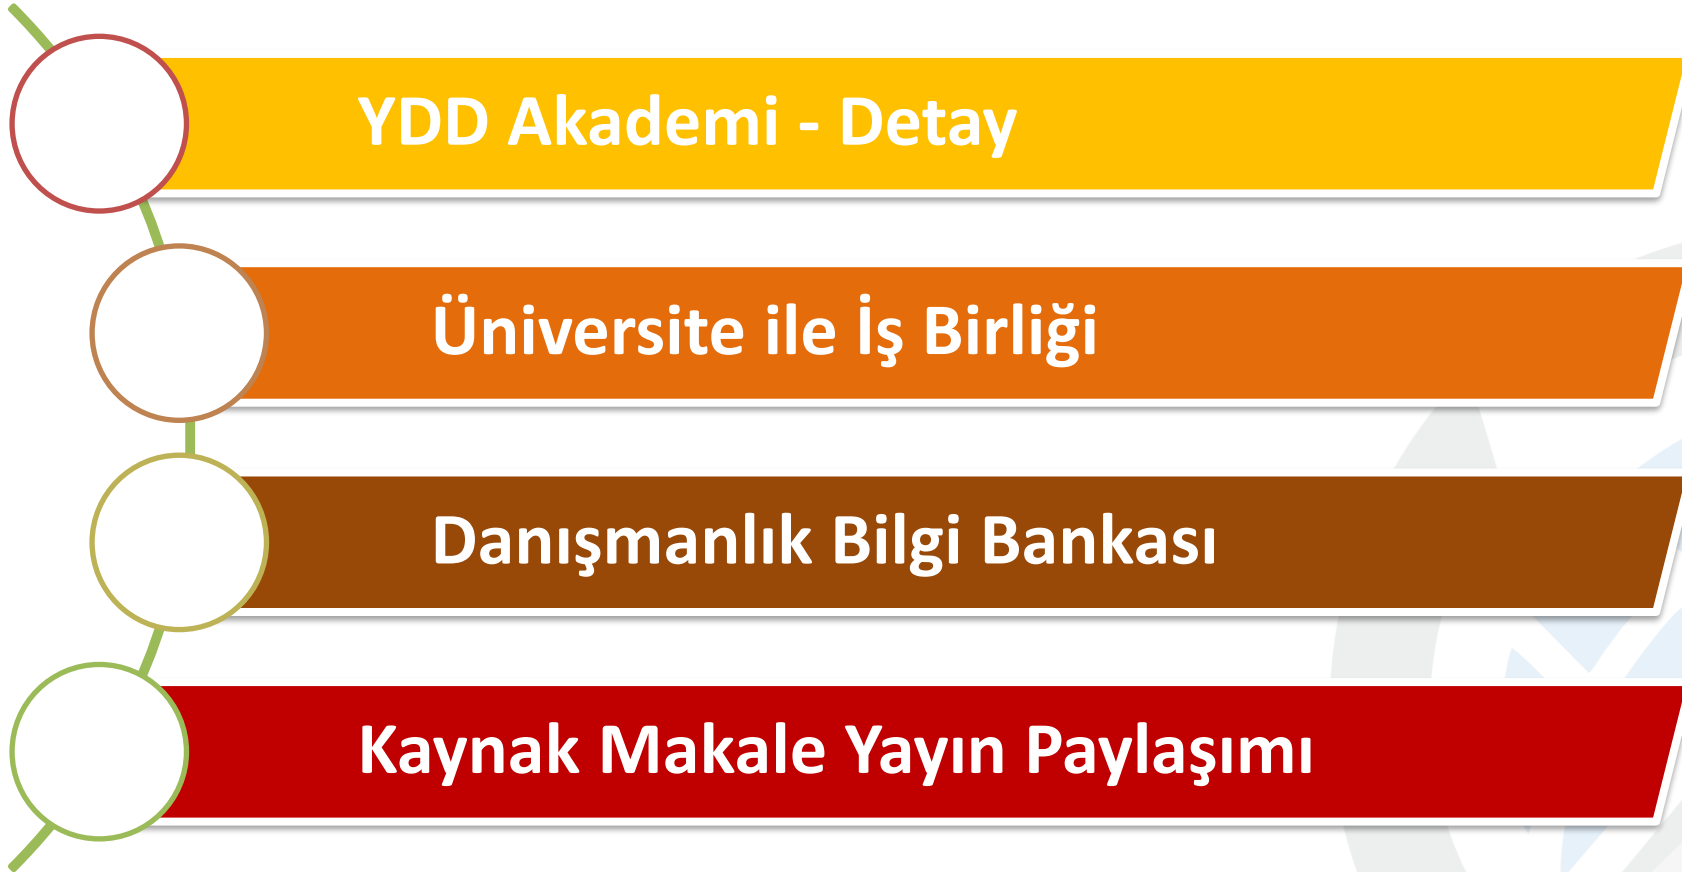 YDD Akademi - Detay
Üniversite ile İş Birliği
Danışmanlık Bilgi Bankası
Kaynak Makale Yayın Paylaşımı